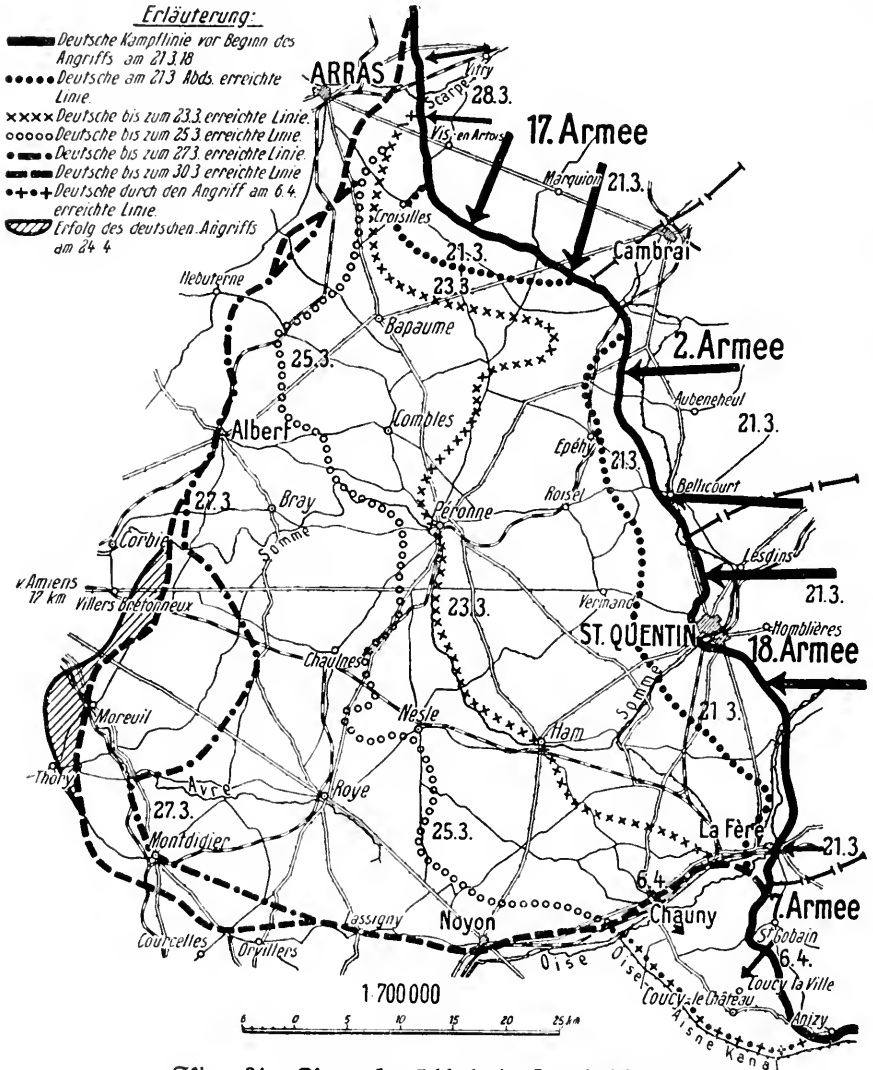 Erläuterung:
Deutsche Kampflinie vor Beginn des
Angriffs am 21.3.18
Deutsche am 21.3 Abds. erreichte
Linie.
Deutsche bis zum 23.3. erreichte Linie.
Deutsche bis zum 25.3. erreichte Linie.
Deutsche bis zum 27.3. erreichte Linie.
Deutsche bis zum 30.3 erreichte Linie
Deutsche durch den Angriff am 6.4.
erreichte Linie.
Erfolg des deutschen Angriffs
am 24 4
ARRAS
Vitry
Scarpe
28.3.
Vis-en-Artois
17. Armee
Marquion
21.3.
Croisilles
Cambrai
21.3.
23.3.
Hebuterne
Bapaume
25.3.
2. Armee
Aubencheul
21.3.
Albert
Combles
Epéhy
21.3.
Bellicourt
27.3.
Bray
Somme
Péronne
Roisel
Corbie
Lesdins
v. Amiens
17 km
Villers Bretonneux
23.3.
Vermand
21.3.
ST. QUENTIN
Homblières
18. Armee
Chaulnes
Somme
Moreuil
Nesle
Ham
21 3.
Thory
Avre
Roye
27.3.
25.3.
La Fère
21.3.
Montdidier
6.4.
7. Armee
Lassigny
Noyon
Chauny
St Gobain
Courcelles
Orvillers
Oise
6.4.
Coucy la Ville
Coucy-le-Château
Anizy
Oise-
Aisne Kanal
1:700000
5 0 5 10 15 20 25 km